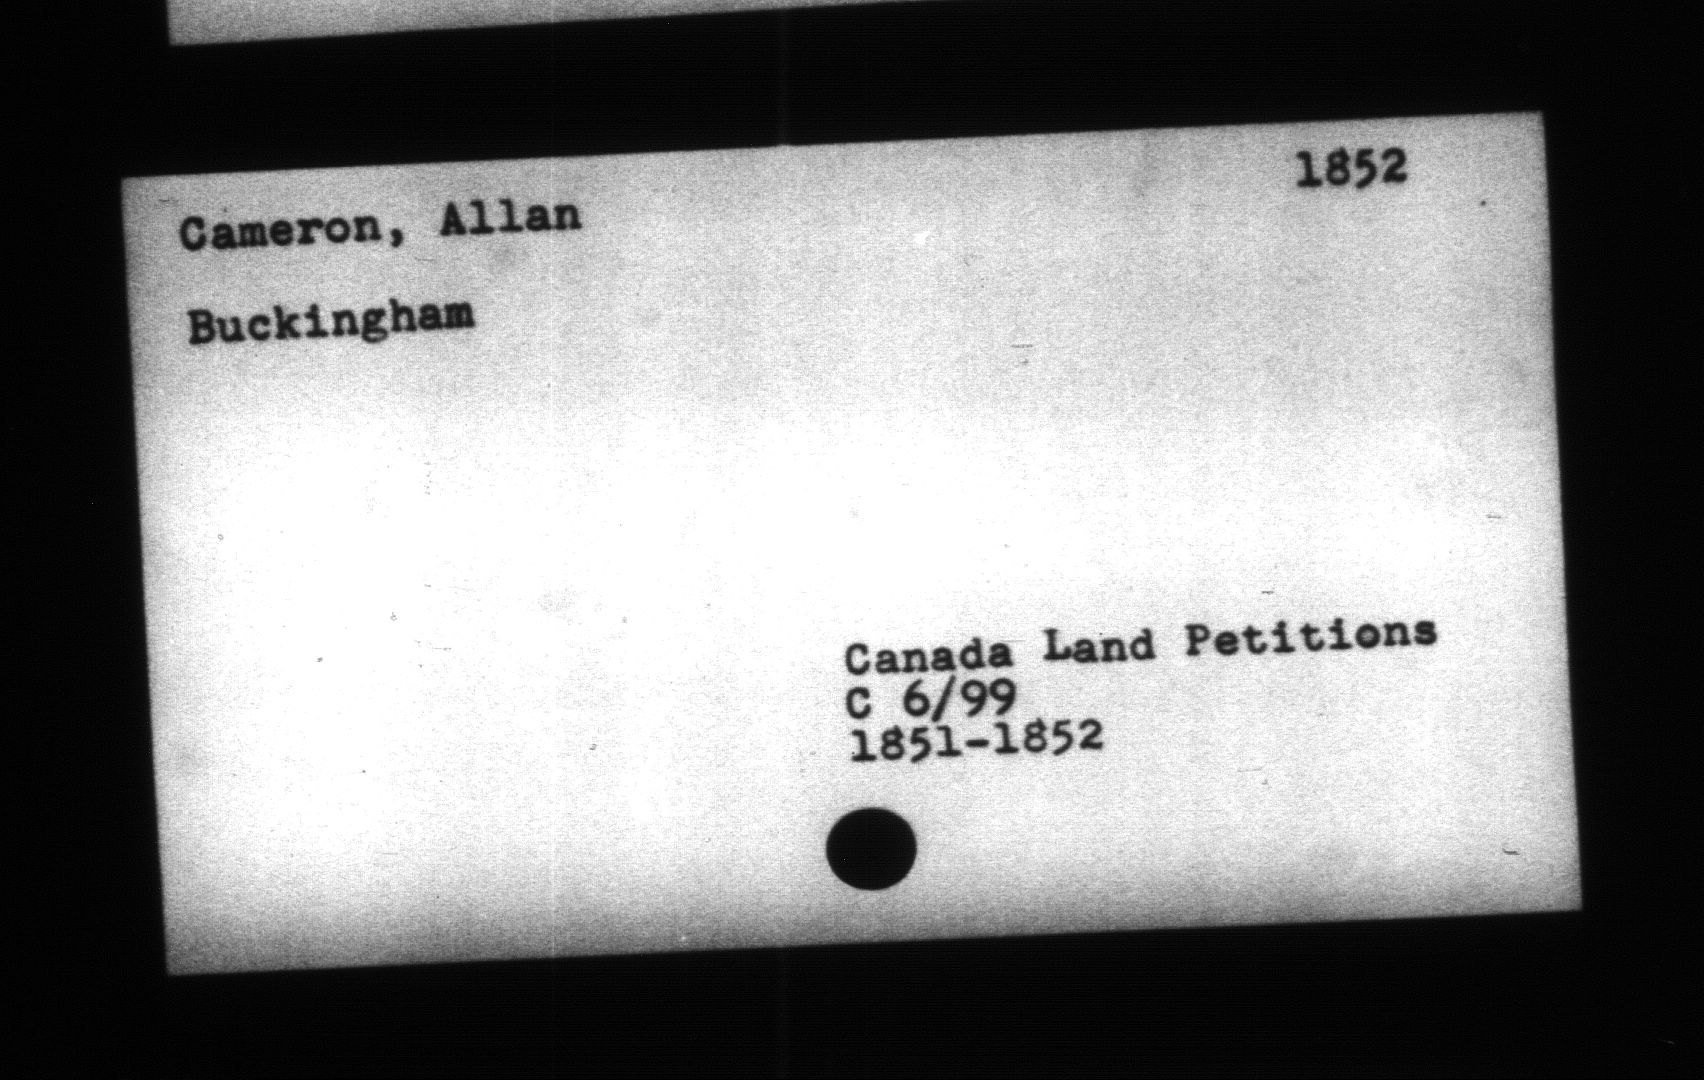 Cameron, Allan 1852
Buckingham
Canada Land Petitions
C 6/99
1851-1852